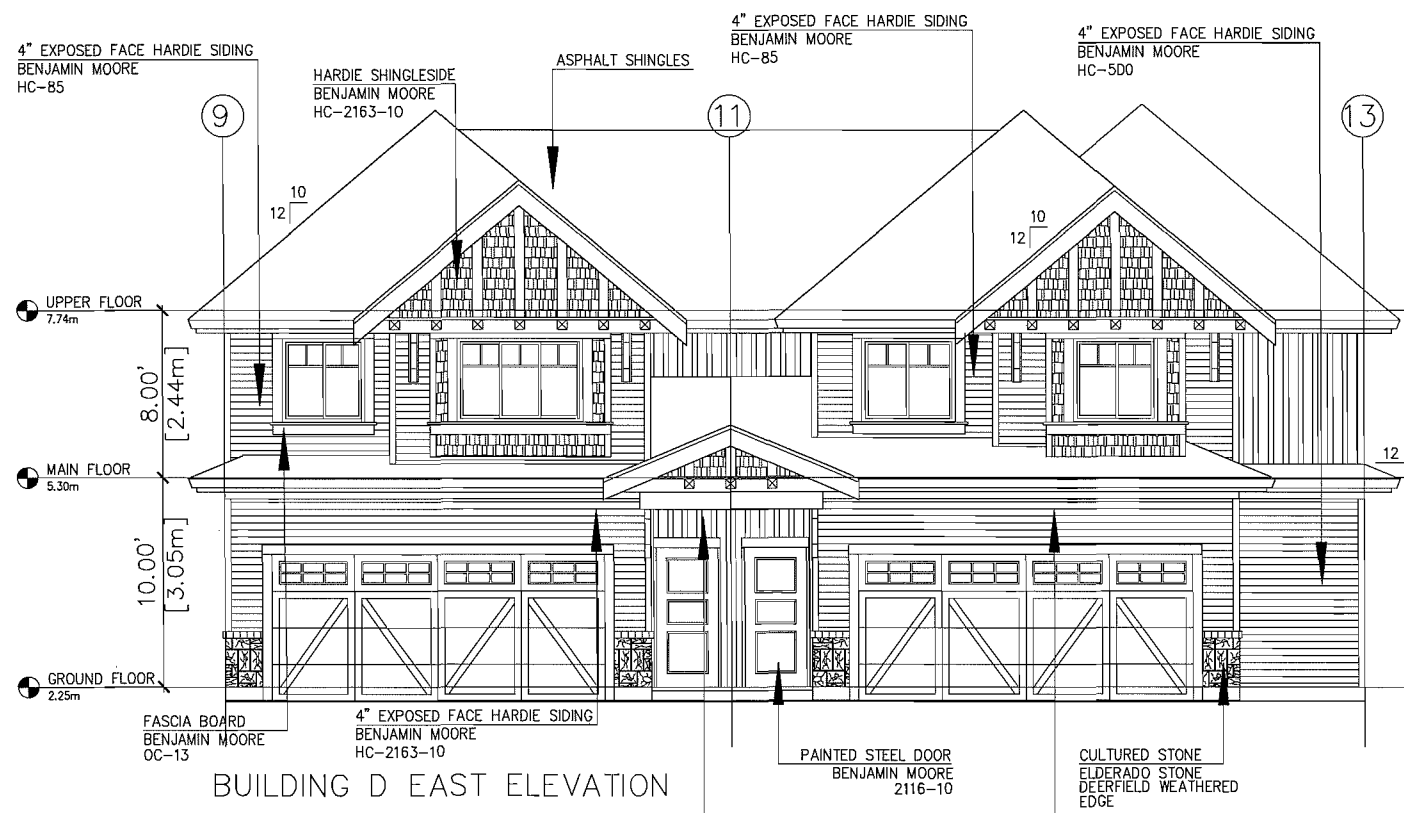 4" EXPOSED FACE HARDIE SIDING
BENJAMIN MOORE
HC-85
HARDIE SHINGLESIDE
BENJAMIN MOORE
HC-2163-10
ASPHALT SHINGLES
4" EXPOSED FACE HARDIE SIDING
BENJAMIN MOORE
HC-85
4" EXPOSED FACE HARDIE SIDING
BENJAMIN MOORE
HC-5D0
9
11
13
10
12
10
12
UPPER FLOOR
7.74m
8.00'
[2.44m]
MAIN FLOOR
5.30m
12
10.00'
[3.05m]
GROUND FLOOR
2.25m
FASCIA BOARD
BENJAMIN MOORE
OC-13
4" EXPOSED FACE HARDIE SIDING
BENJAMIN MOORE
HC-2163-10
PAINTED STEEL DOOR
BENJAMIN MOORE
2116-10
CULTURED STONE
ELDERADO STONE
DEERFIELD WEATHERED
EDGE
BUILDING D EAST ELEVATION